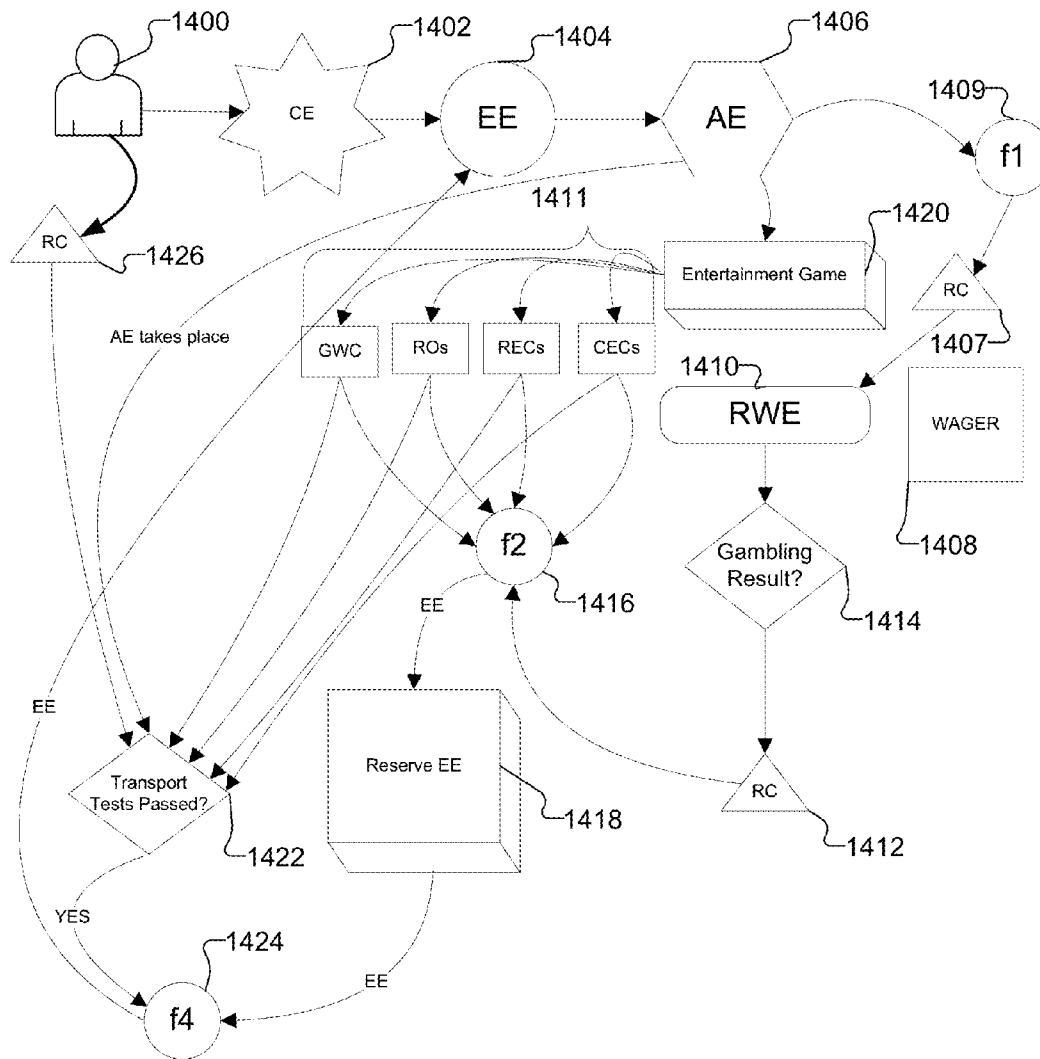 1400
1402
1404
1406
1409
CE
EE
AE
f1
1411
1420
RC
1426
Entertainment Game
RC
AE takes place
GWC
ROs
RECs
CECs
1407
1410
RWE
WAGER
1408
f2
Gambling
Result?
1416
1414
EE
EE
Reserve EE
Transport
Tests Passed?
1418
RC
1422
1412
YES
1424
EE
f4